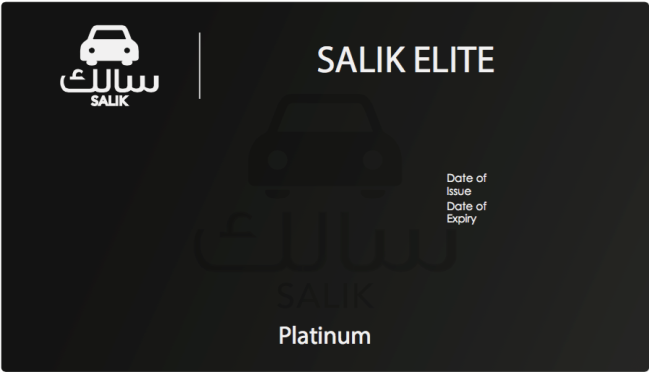 سالك
SALIK
SALIK ELITE
Date of
Issue
Date of
Expiry
سالك
SALIK
Platinum